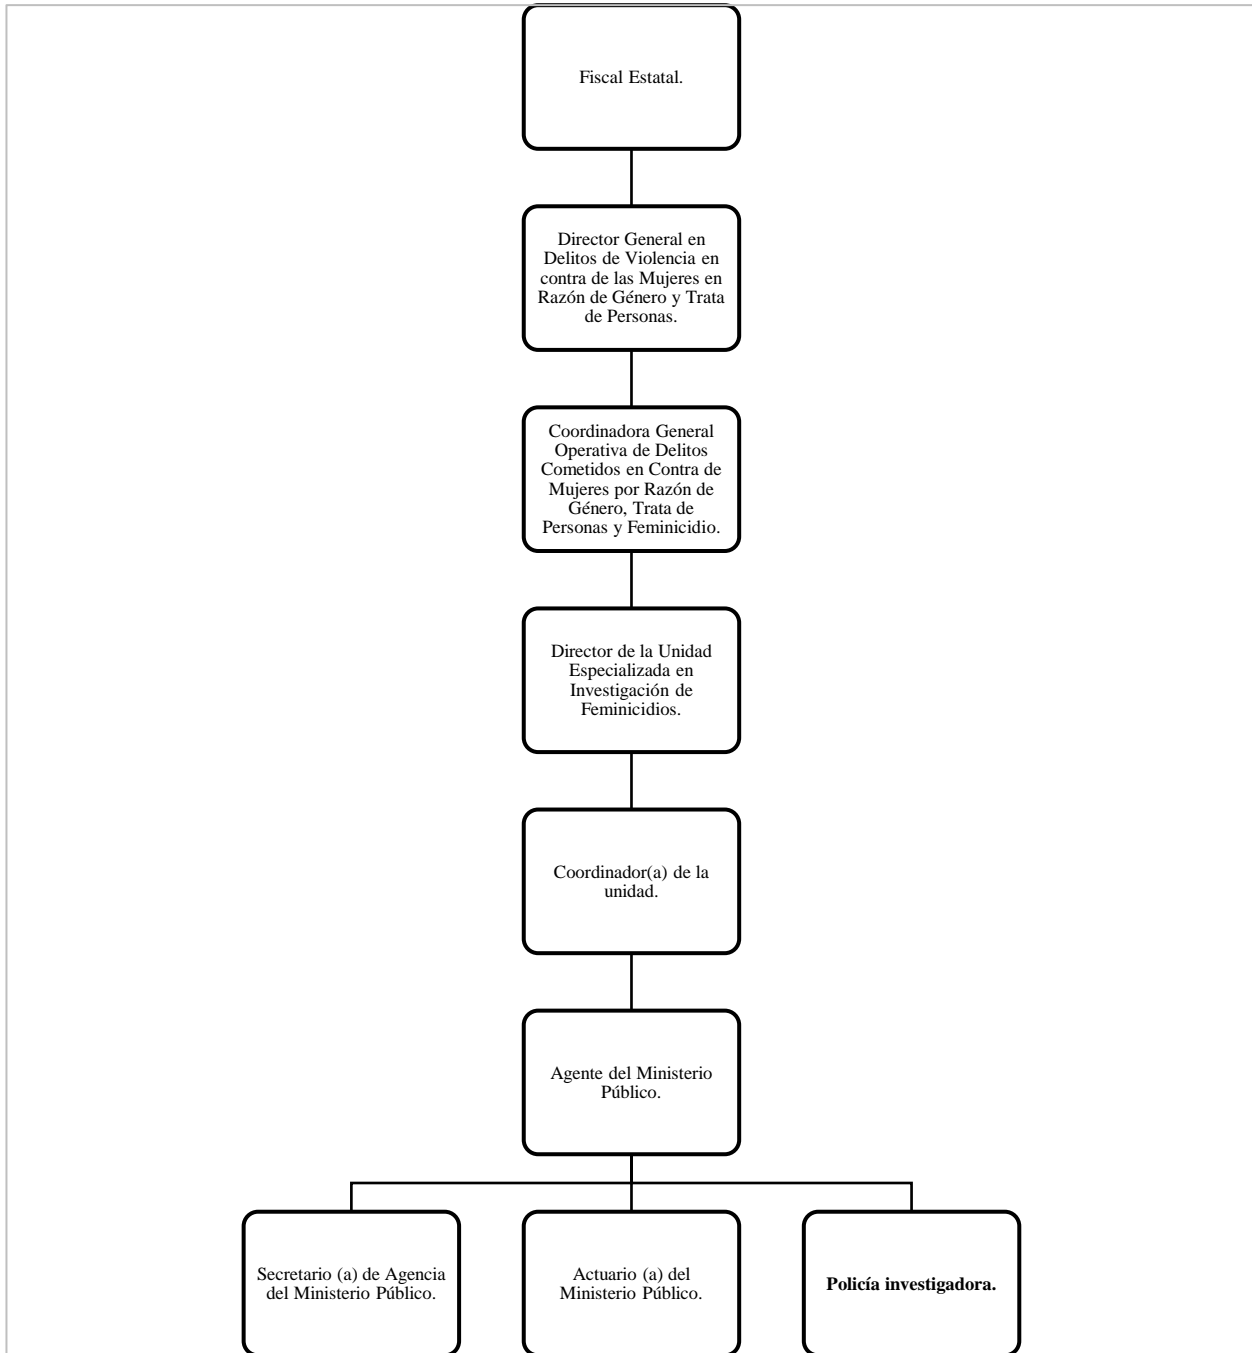 Fiscal Estatal.
Director General en
Delitos de Violencia en
contra de las Mujeres en
Razón de Género y Trata
de Personas.
Coordinadora General
Operativa de Delitos
Cometidos en Contra de
Mujeres por Razón de
Género, Trata de
Personas y Feminicidio.
Director de la Unidad
Especializada en
Investigación de
Feminicidios.
Coordinador(a) de la
unidad.
Agente del Ministerio
Público.
Secretario (a) de Agencia
del Ministerio Público.
Actuario (a) del
Ministerio Público.
Policía investigadora.